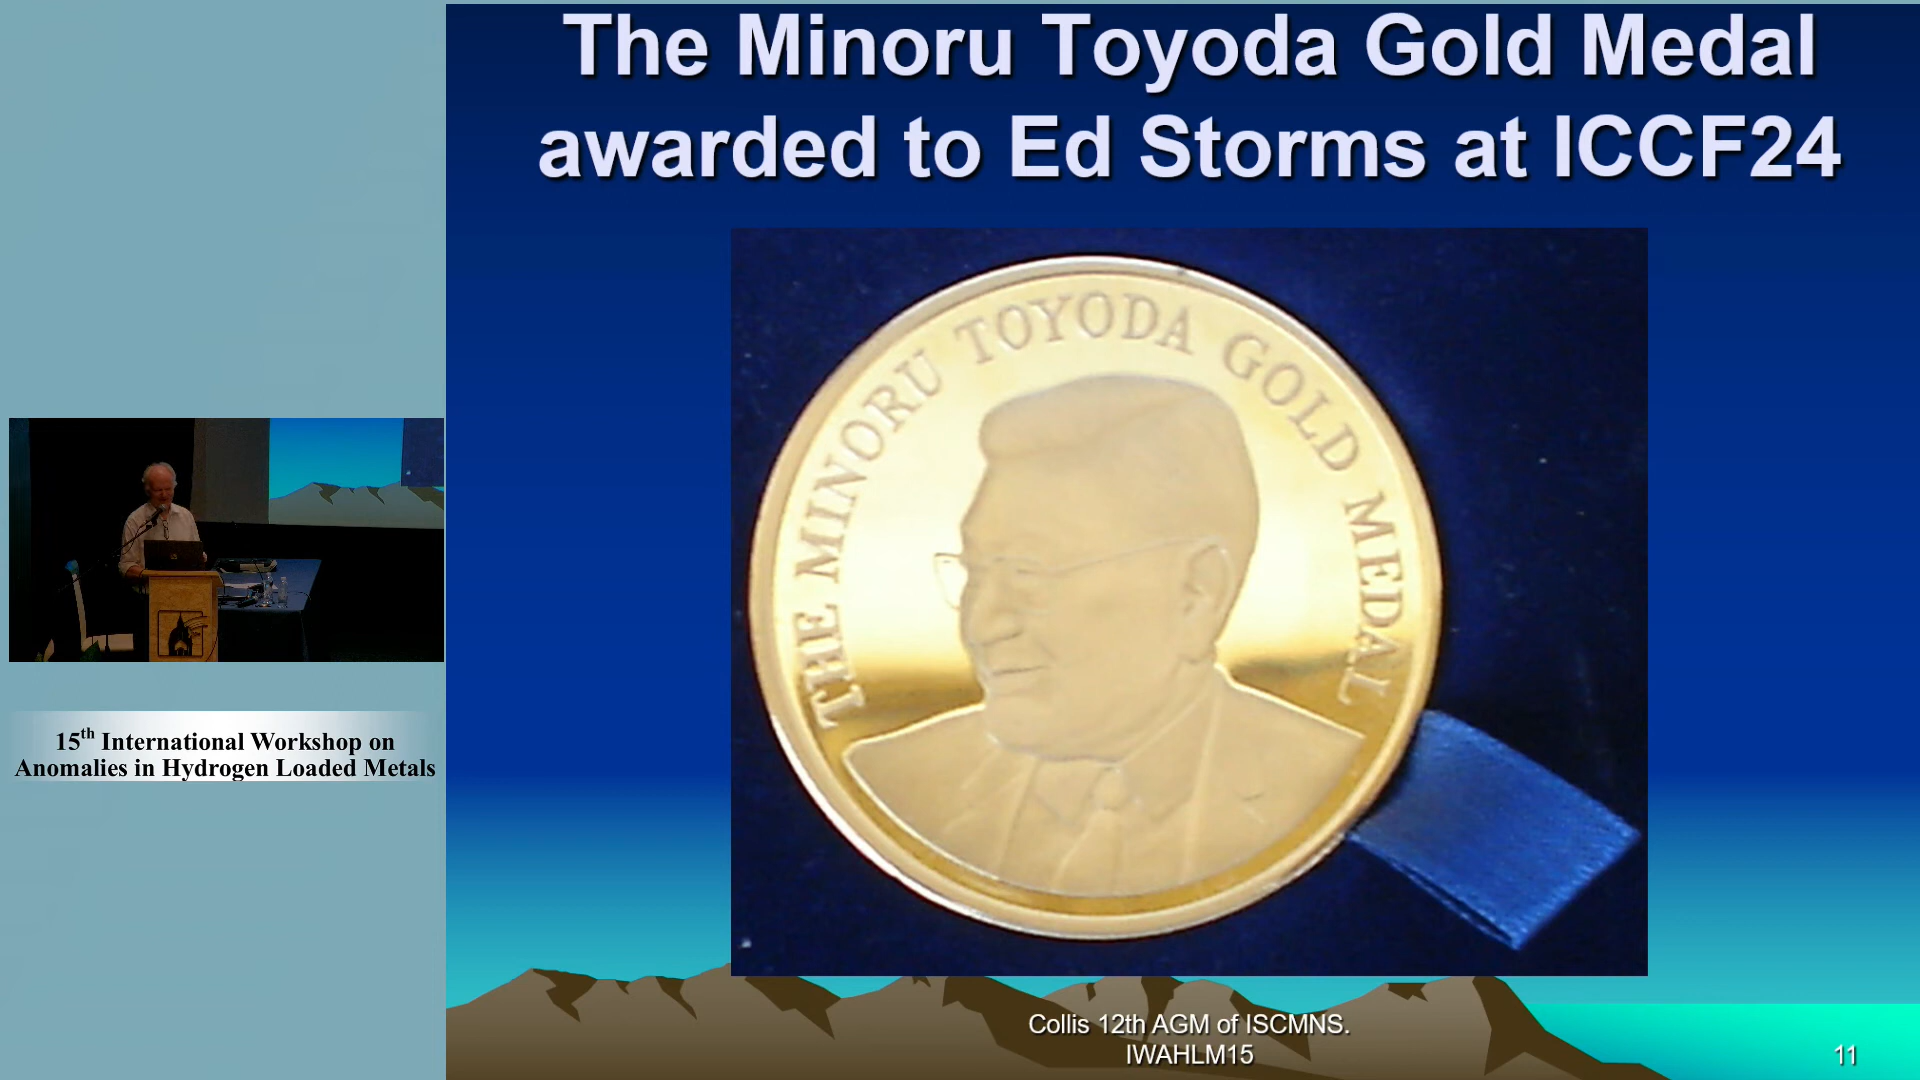 The Minoru Toyoda Gold Medal
awarded to Ed Storms at ICCF24
THE MINORU TOYODA GOLD MEDAL
15th International Workshop on
Anomalies in Hydrogen Loaded Metals
Collis 12th AGM of ISCMNS.
IWAHLM15
11